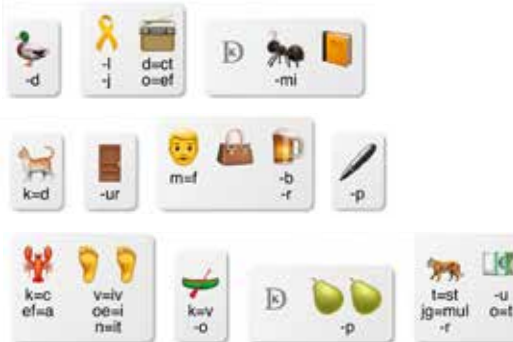 -d
-l d=ct
-j o=ef
-mi
k=d
-ur
m=f
-b
-r
-p
k=c v=iv
ef=a oe=i
n=it
k=v
-o
-p
t=st
jg=mul
-r
-u
o=t